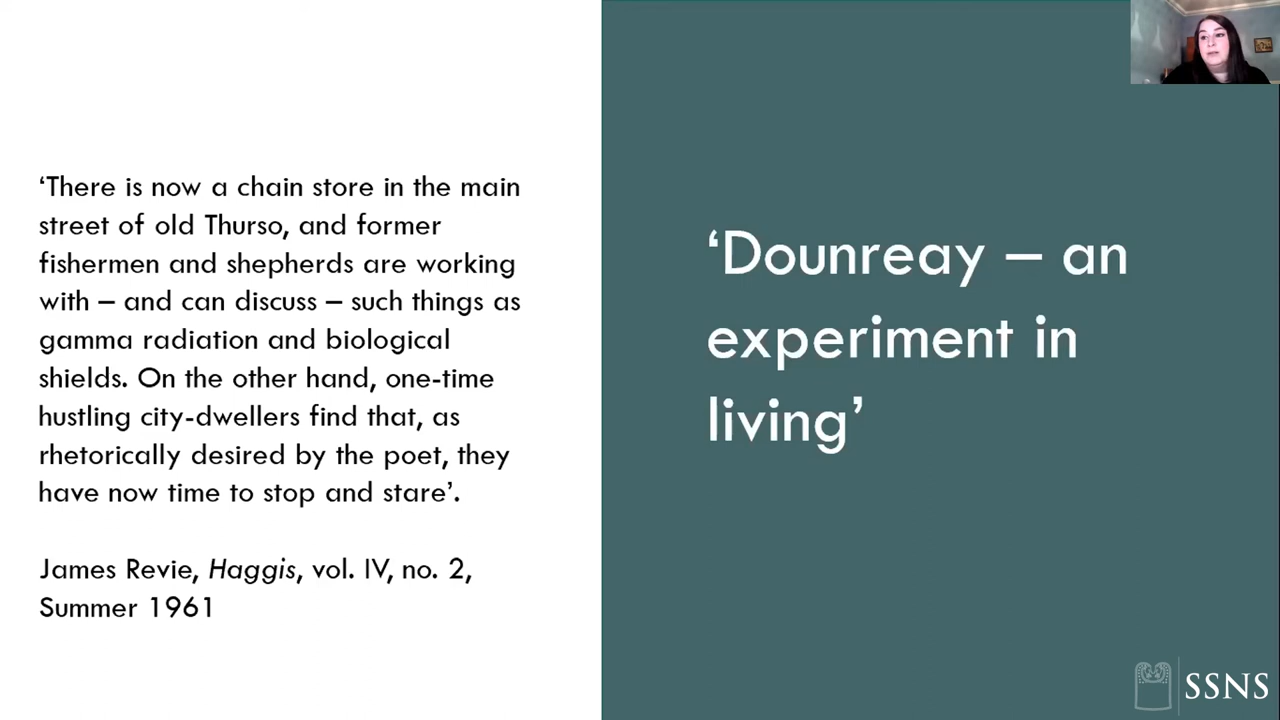 ‘There is now a chain store in the main
street of old Thurso, and former
fishermen and shepherds are working
with – and can discuss – such things as
gamma radiation and biological
shields. On the other hand, one-time
hustling city-dwellers find that, as
rhetorically desired by the poet, they
have now time to stop and stare’.
James Revie, Haggis, vol. IV, no. 2,
Summer 1961
‘Dounreay – an
experiment in
living’
SSNS